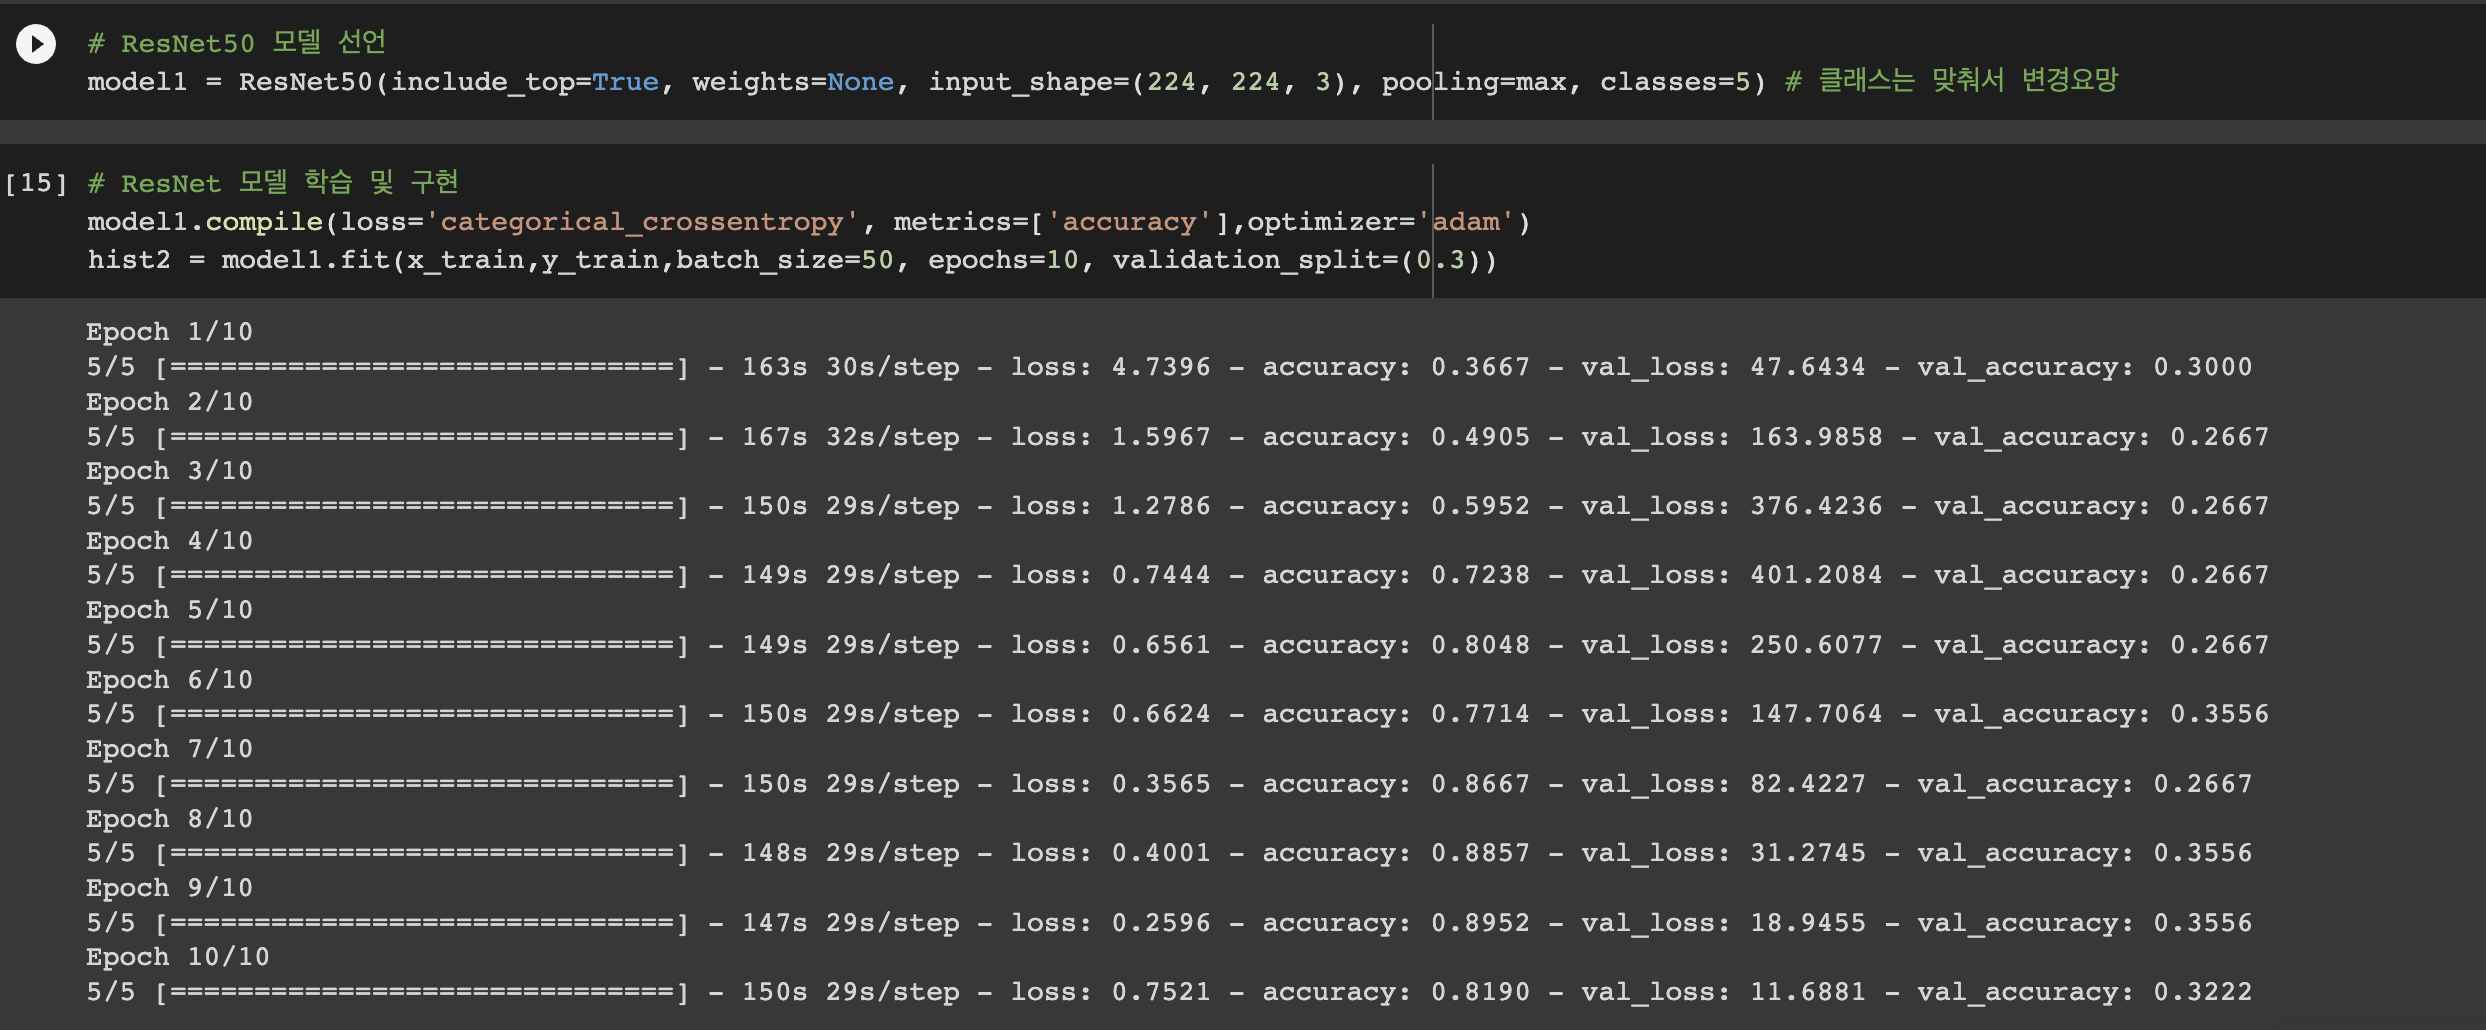 # ResNet50 모델 선언
model1 = ResNet50(include_top=True, weights=None, input_shape=(224, 224, 3), pooling=max, classes=5) # 클래스는 맞춰서 변경요망
[15] # ResNet 모델 학습 및 구현
model1.compile(loss='categorical_crossentropy', metrics=['accuracy'],optimizer='adam')
hist2 = model1.fit(x_train,y_train,batch_size=50, epochs=10, validation_split=(0.3))
Epoch 1/10
5/5 [==============================] - 163s 30s/step - loss: 4.7396 - accuracy: 0.3667 - val_loss: 47.6434 - val_accuracy: 0.3000
Epoch 2/10
5/5 [==============================] - 167s 32s/step - loss: 1.5967 - accuracy: 0.4905 - val_loss: 163.9858 - val_accuracy: 0.2667
Epoch 3/10
5/5 [==============================] - 150s 29s/step - loss: 1.2786 - accuracy: 0.5952 - val_loss: 376.4236 - val_accuracy: 0.2667
Epoch 4/10
5/5 [==============================] - 149s 29s/step - loss: 0.7444 - accuracy: 0.7238 - val_loss: 401.2084 - val_accuracy: 0.2667
Epoch 5/10
5/5 [==============================] - 149s 29s/step - loss: 0.6561 - accuracy: 0.8048 - val_loss: 250.6077 - val_accuracy: 0.2667
Epoch 6/10
5/5 [==============================] - 150s 29s/step - loss: 0.6624 - accuracy: 0.7714 - val_loss: 147.7064 - val_accuracy: 0.3556
Epoch 7/10
5/5 [==============================] - 150s 29s/step - loss: 0.3565 - accuracy: 0.8667 - val_loss: 82.4227 - val_accuracy: 0.2667
Epoch 8/10
5/5 [==============================] - 148s 29s/step - loss: 0.4001 - accuracy: 0.8857 - val_loss: 31.2745 - val_accuracy: 0.3556
Epoch 9/10
5/5 [==============================] - 147s 29s/step - loss: 0.2596 - accuracy: 0.8952 - val_loss: 18.9455 - val_accuracy: 0.3556
Epoch 10/10
5/5 [==============================] - 150s 29s/step - loss: 0.7521 - accuracy: 0.8190 - val_loss: 11.6881 - val_accuracy: 0.3222